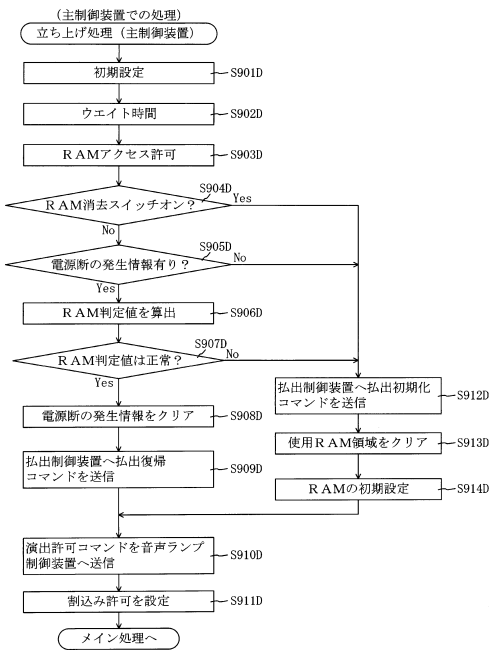 (主制御装置での処理)
立ち上げ処理(主制御装置)
初期設定
S901D
ウエイト時間
S902D
RAMアクセス許可
S903D
S904D
RAM消去スイッチオン?
Yes
No
S905D
電源断の発生情報有り?
No
Yes
RAM判定値を算出
S906D
S907D
RAM判定値は正常?
No
Yes
払出制御装置へ払出初期化
コマンドを送信
S912D
電源断の発生情報をクリア
S908D
使用RAM領域をクリア
S913D
払出制御装置へ払出復帰
コマンドを送信
S909D
RAMの初期設定
S914D
演出許可コマンドを音声ランプ
制御装置へ送信
S910D
割込み許可を設定
S911D
メイン処理へ